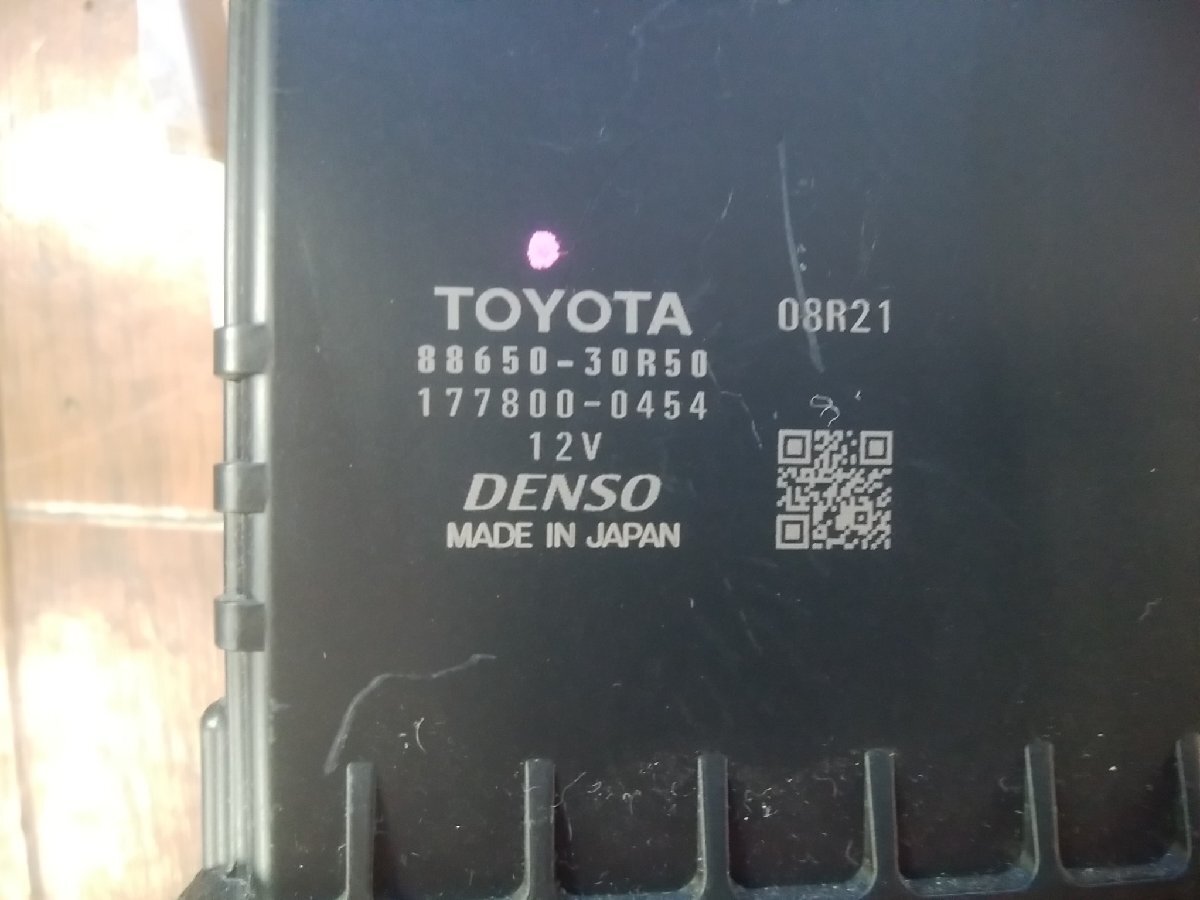 TOYOTA
08R21
88650-30R50
177800-0454
12V
DENSO
MADE IN JAPAN